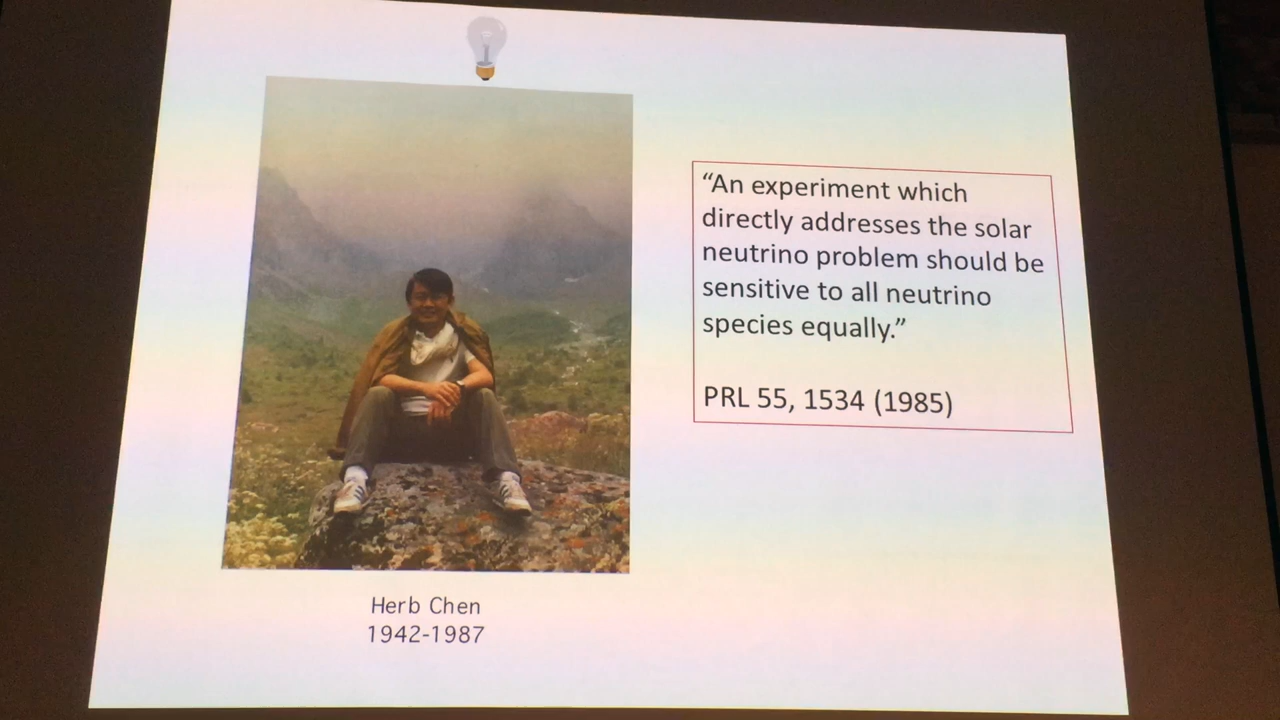 “An experiment which
directly addresses the solar
neutrino problem should be
sensitive to all neutrino
species equally.”
PRL 55, 1534 (1985)
Herb Chen
1942-1987